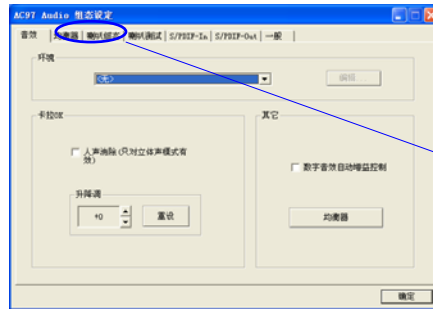 AC97 Audio 组态设定
音效 均衡器 喇叭组态 喇叭测试 S/PDIF-In S/PDIF-Out 一般
环境
<无>
编辑...
卡拉OK
其它
人声消除(只对立体声模式有
效)
数字音效自动增益控制
升降调
+0
重设
均衡器
确定